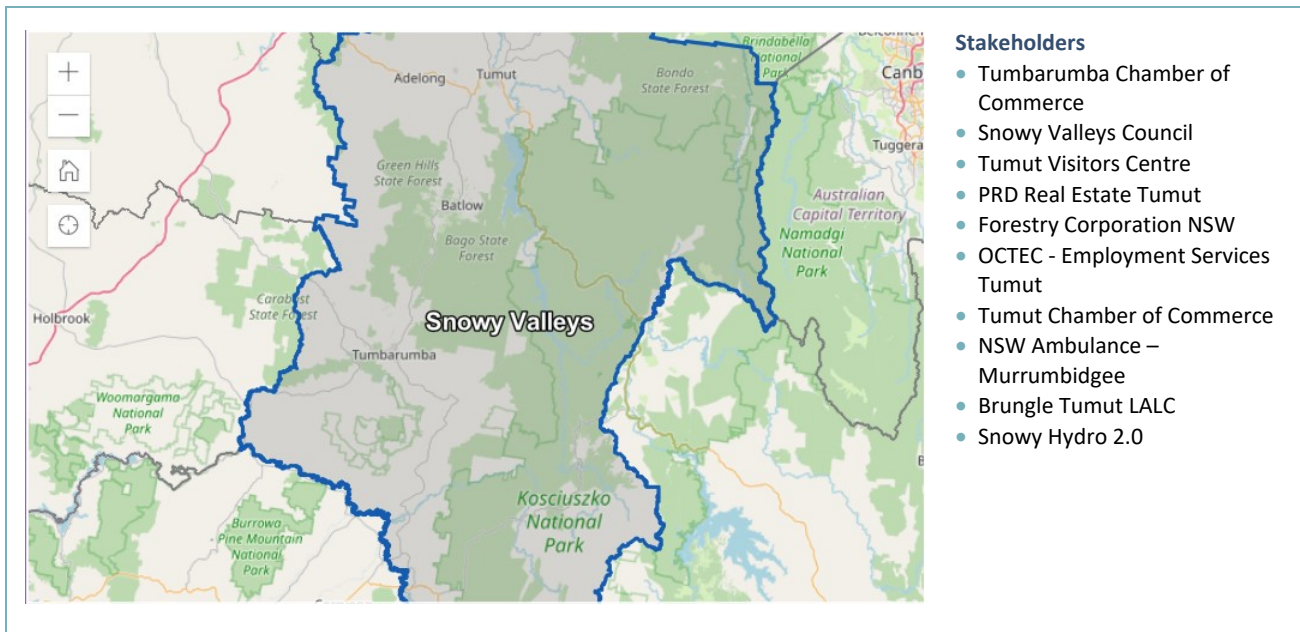 Brindabella
National
Park
Belconnen
Adelong
Tumut
Bondo
State Forest
Canb
Green Hills
State Forest
Tuggera
Batlow
Australian
Capital Territory
Bago State
Forest
Namadgi
National
Park
Carabost
State Forest
Holbrook
Snowy Valleys
Tumbarumba
Woomargama
National
Park
Kosciuszko
National
Park
Burrowa
Pine Mountain
National
Park
Stakeholders
• Tumbarumba Chamber of
Commerce
• Snowy Valleys Council
• Tumut Visitors Centre
• PRD Real Estate Tumut
• Forestry Corporation NSW
• OCTEC - Employment Services
Tumut
• Tumut Chamber of Commerce
• NSW Ambulance –
Murrumbidgee
• Brungle Tumut LALC
• Snowy Hydro 2.0